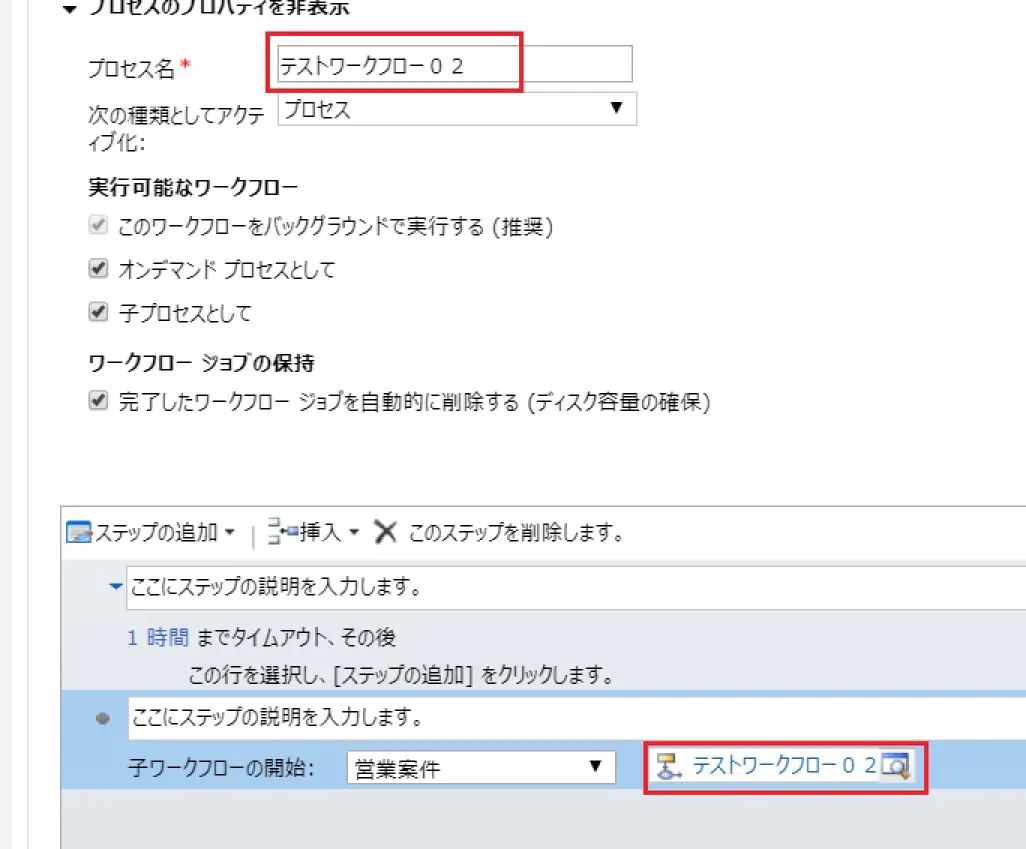 プロセスのプロパティを非表示
プロセス名*
テストワークフロー０２
次の種類としてアクティブ化:
プロセス
実行可能なワークフロー
このワークフローをバックグラウンドで実行する (推奨)
オンデマンド プロセスとして
子プロセスとして
ワークフロー ジョブの保持
完了したワークフロー ジョブを自動的に削除する (ディスク容量の確保)
ステップの追加 | 挿入 このステップを削除します。
ここにステップの説明を入力します。
1 時間 までタイムアウト、その後
この行を選択し、[ステップの追加] をクリックします。
ここにステップの説明を入力します。
子ワークフローの開始: 営業案件 テストワークフロー０２